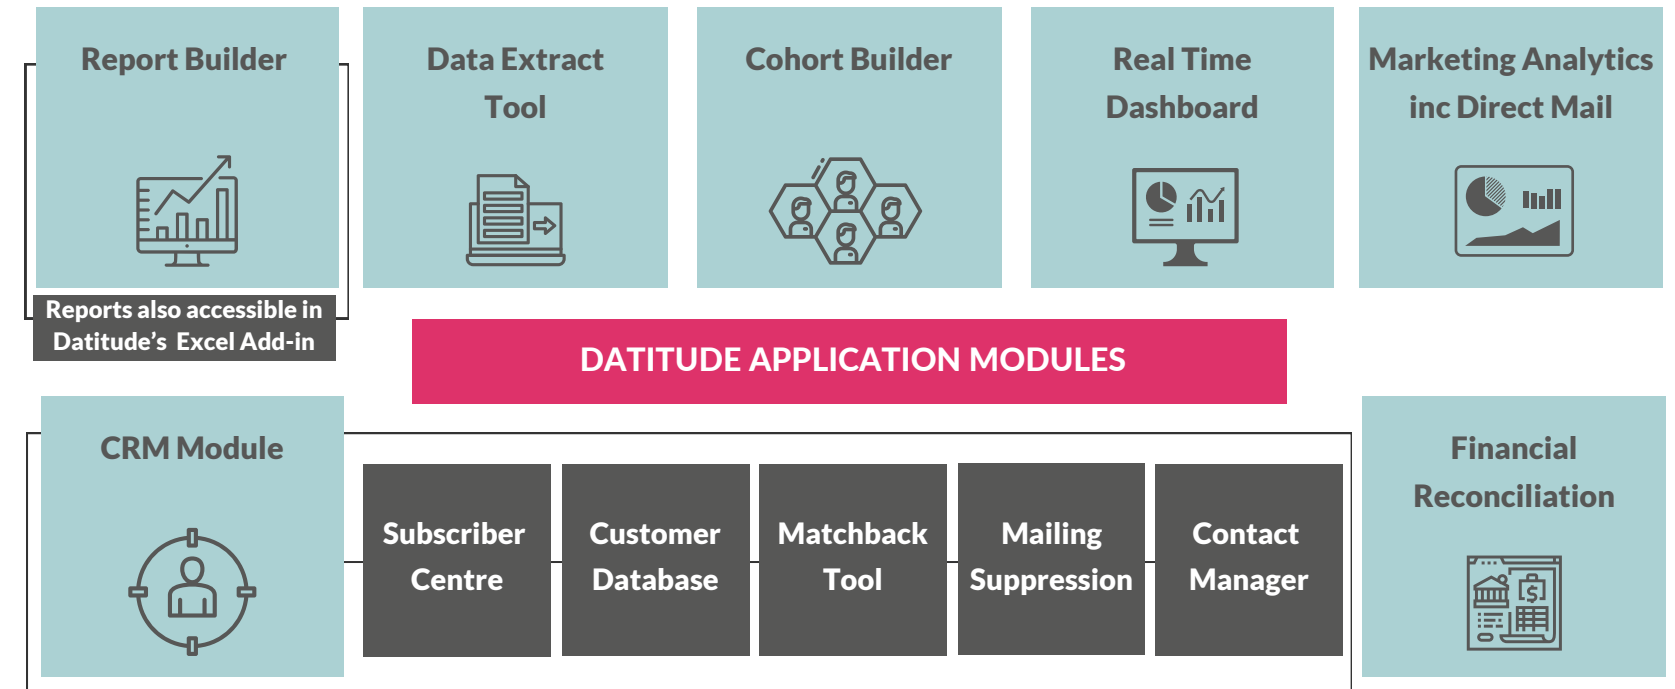 Report Builder
Data Extract
Tool
Cohort Builder
Real Time
Dashboard
Marketing Analytics
inc Direct Mail
Reports also accessible in
Datitude's Excel Add-in
DATITUDE APPLICATION MODULES
CRM Module
Subscriber
Centre
Customer
Database
Matchback
Tool
Mailing
Suppression
Contact
Manager
Financial
Reconciliation
$